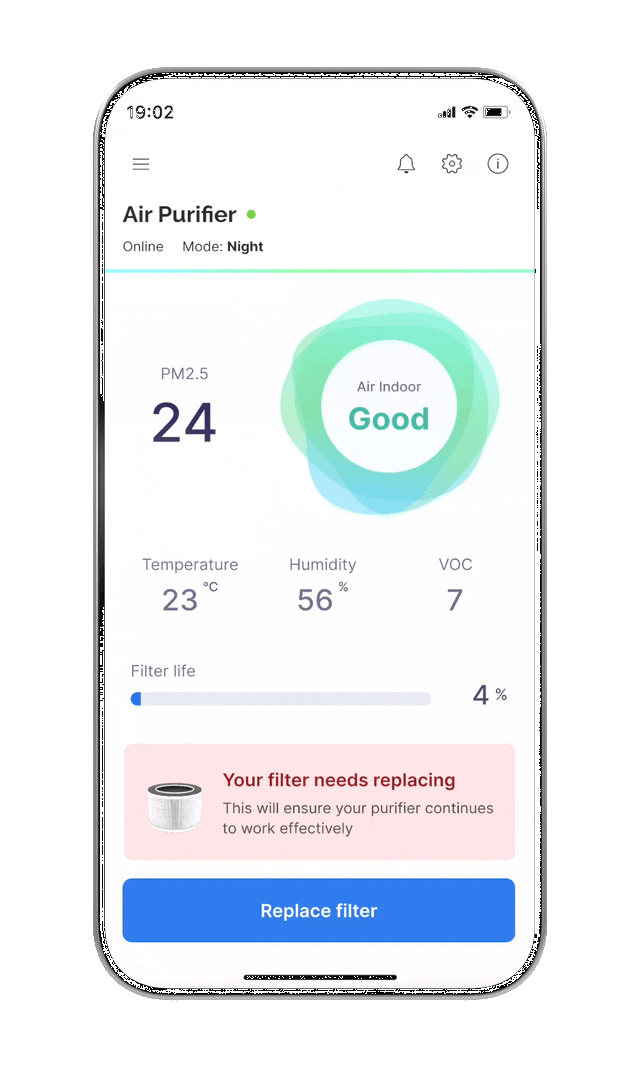 19:02
Air Purifier
Online Mode: Night
PM2.5
24
Air Indoor
Good
Temperature Humidity VOC
23 °C 56 % 7
Filter life
4 %
Your filter needs replacing
This will ensure your purifier continues
to work effectively
Replace filter